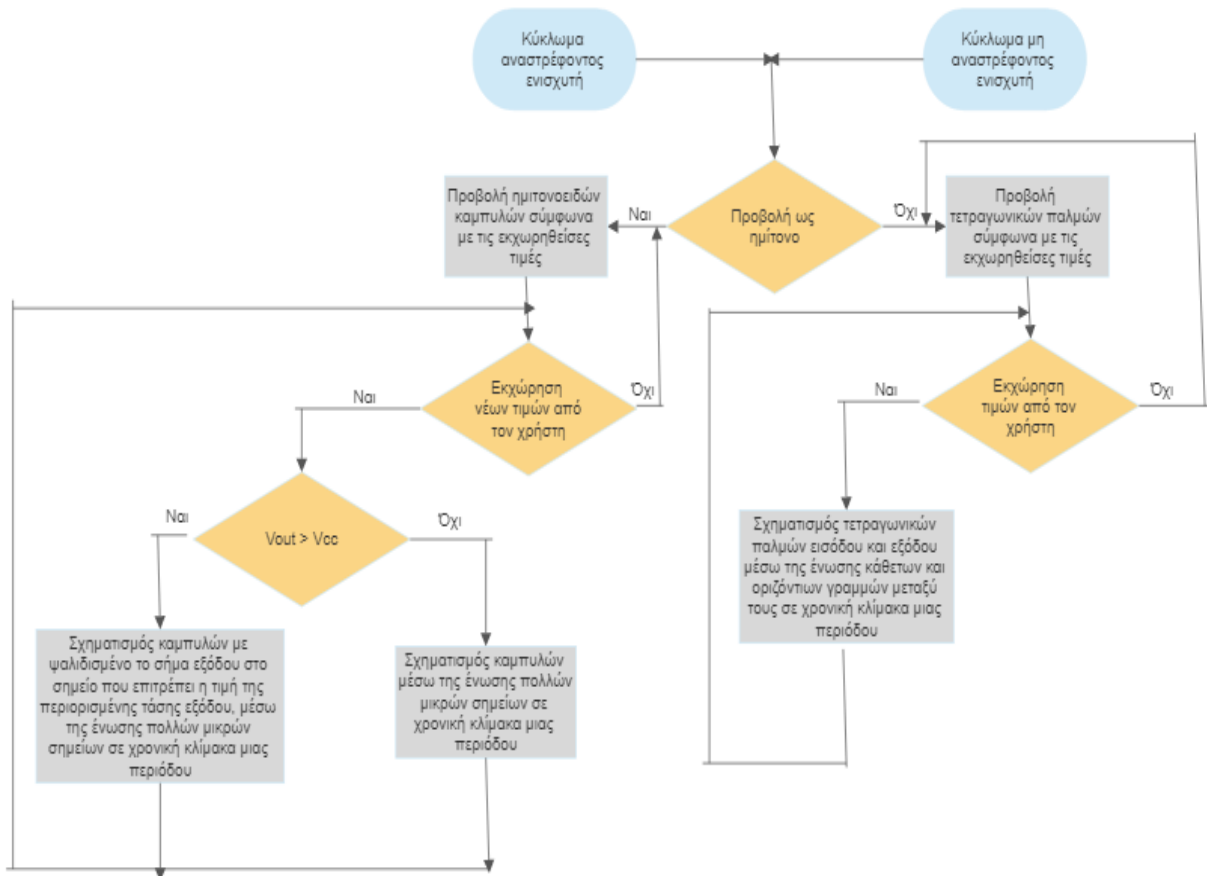 Κύκλωμα
αναστρέφοντος
ενισχυτή
Κύκλωμα μη
αναστρέφοντος
ενισχυτή
Προβολή ημιτονοειδών
καμπυλών σύμφωνα
με τις εκχωρηθείσες
τιμές
Ναι
Προβολή ως
ημίτονο
Όχι
Προβολή
τετραγωνικών παλμών
σύμφωνα με τις
εκχωρηθείσες τιμές
Ναι
Εκχώρηση
νέων τιμών από
τον χρήστη
Όχι
Ναι
Εκχώρηση
τιμών από τον
χρήστη
Όχι
Ναι
Vout > Vcc
Όχι
Σχηματισμός τετραγωνικών
παλμών εισόδου και εξόδου
μέσω της ένωσης κάθετων και
οριζόντιων γραμμών μεταξύ
τους σε χρονική κλίμακα μιας
περιόδου
Σχηματισμός καμπυλών με
ψαλιδισμένο το σήμα εξόδου στο
σημείο που επιτρέπει η τιμή της
περιορισμένης τάσης εξόδου, μέσω
της ένωσης πολλών μικρών
σημείων σε χρονική κλίμακα μιας
περιόδου
Σχηματισμός καμπυλών
μέσω της ένωσης πολλών
μικρών σημείων σε
χρονική κλίμακα μιας
περιόδου